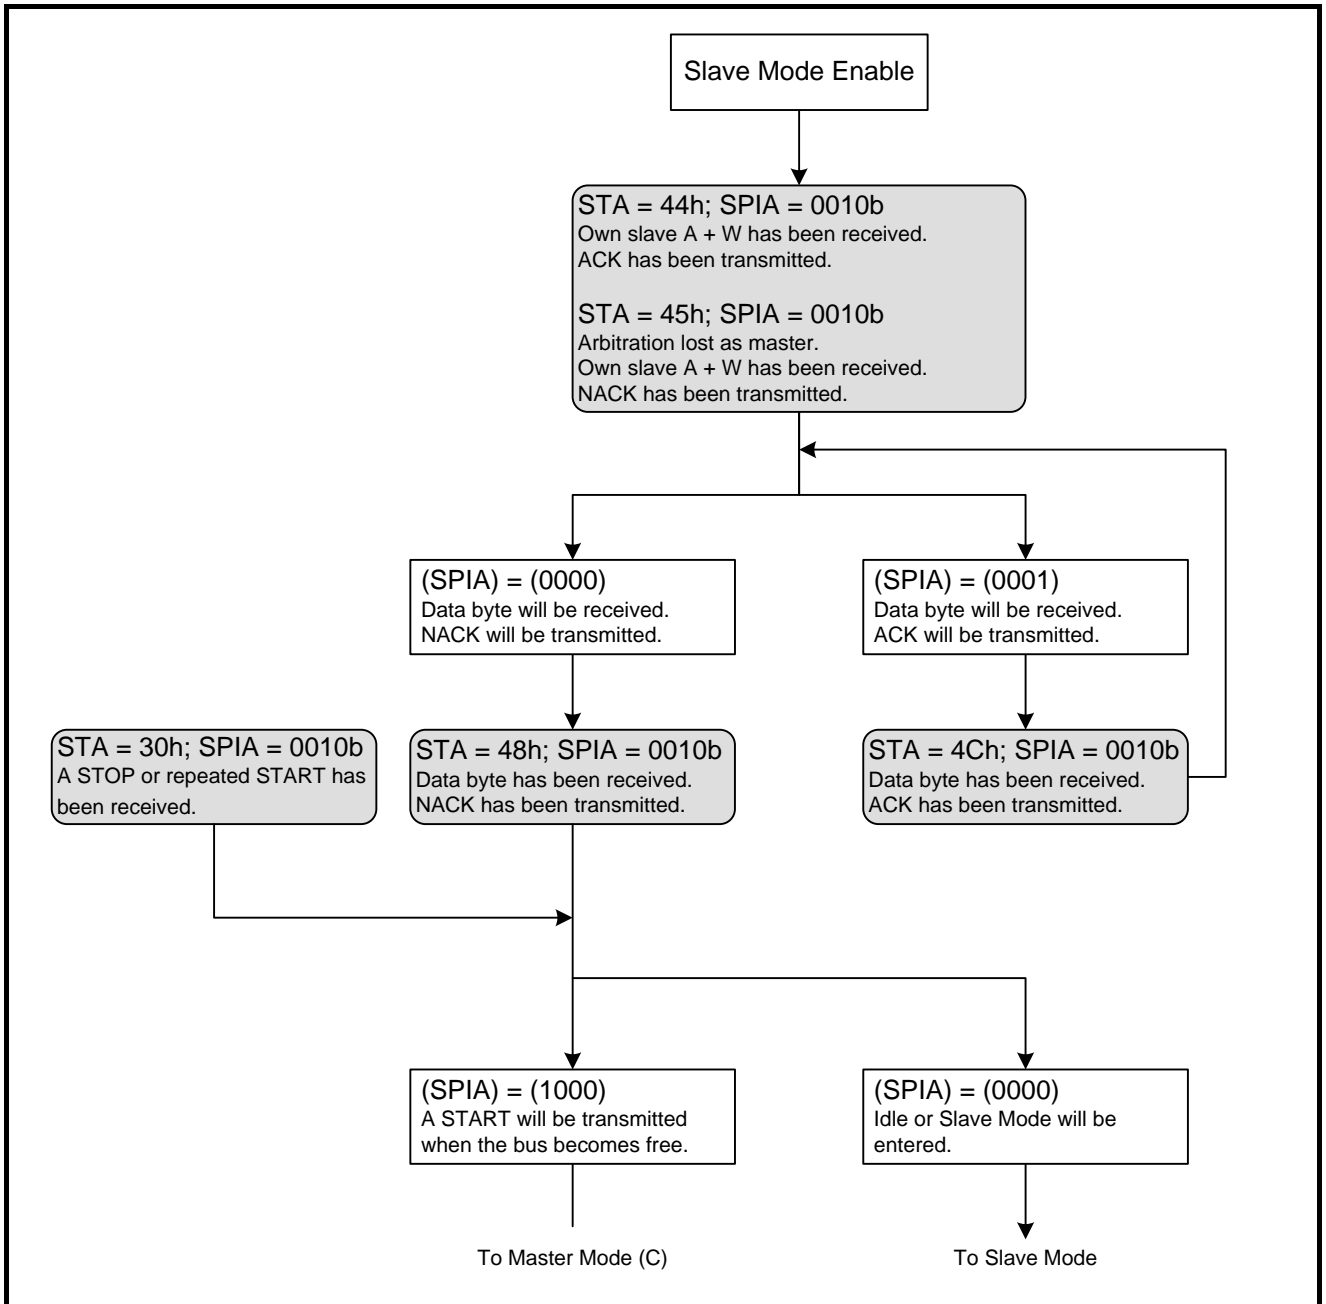 Slave Mode Enable
STA = 44h; SPIA = 0010b
Own slave A + W has been received.
ACK has been transmitted.
STA = 45h; SPIA = 0010b
Arbitration lost as master.
Own slave A + W has been received.
NACK has been transmitted.
(SPIA) = (0000)
Data byte will be received.
NACK will be transmitted.
(SPIA) = (0001)
Data byte will be received.
ACK will be transmitted.
STA = 30h; SPIA = 0010b
A STOP or repeated START has
been received.
STA = 48h; SPIA = 0010b
Data byte has been received.
NACK has been transmitted.
STA = 4Ch; SPIA = 0010b
Data byte has been received.
ACK has been transmitted.
(SPIA) = (1000)
A START will be transmitted
when the bus becomes free.
(SPIA) = (0000)
Idle or Slave Mode will be
entered.
To Master Mode (C)
To Slave Mode